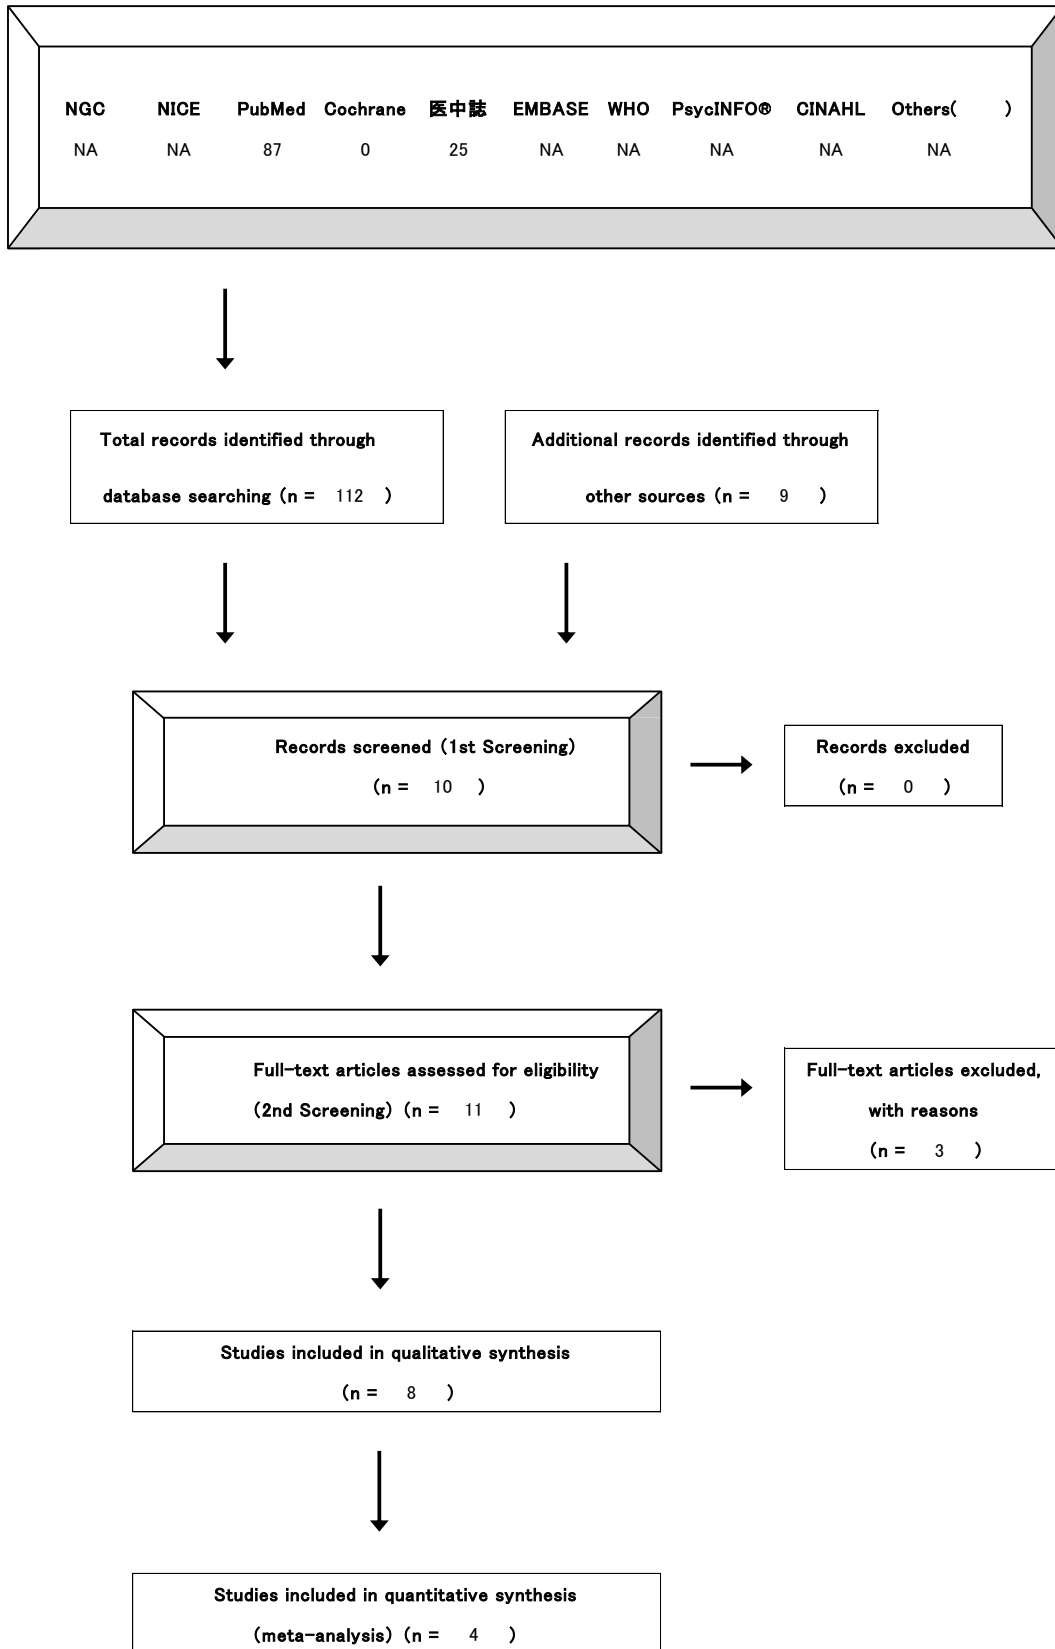 NGC NICE PubMed Cochrane 医中誌 EMBASE WHO PsycINFO® CINAHL Others( )
NA NA 87 0 25 NA NA NA NA NA
Total records identified through
database searching (n = 112 )
Additional records identified through
other sources (n = 9 )
Records screened (1st Screening)
(n = 10 )
Records excluded
(n = 0 )
Full-text articles assessed for eligibility
(2nd Screening) (n = 11 )
Full-text articles excluded,
with reasons
(n = 3 )
Studies included in qualitative synthesis
(n = 8 )
Studies included in quantitative synthesis
(meta-analysis) (n = 4 )